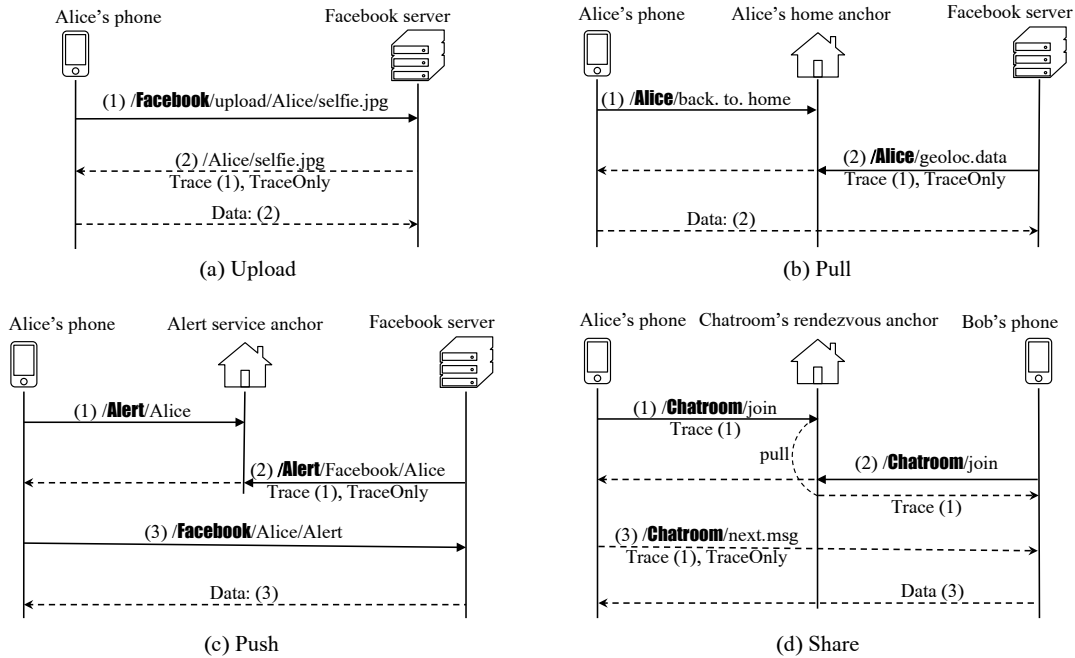 Alice's phone
Facebook server
(1) /Facebook/upload/Alice/selfie.jpg
(2) /Alice/selfie.jpg
Trace (1), TraceOnly
Data: (2)
(a) Upload
Alice's phone
Alice's home anchor
Facebook server
(1) /Alice/back. to. home
(2) /Alice/geoloc.data
Trace (1), TraceOnly
Data: (2)
(b) Pull
Alice's phone
Alert service anchor
Facebook server
(1) /Alert/Alice
(2) /Alert/Facebook/Alice
Trace (1), TraceOnly
(3) /Facebook/Alice/Alert
Data: (3)
(c) Push
Alice's phone
Chatroom's rendezvous anchor
Bob's phone
(1) /Chatroom/join
Trace (1)
pull
(2) /Chatroom/join
Trace (1)
(3) /Chatroom/next.msg
Trace (1), TraceOnly
Data (3)
(d) Share